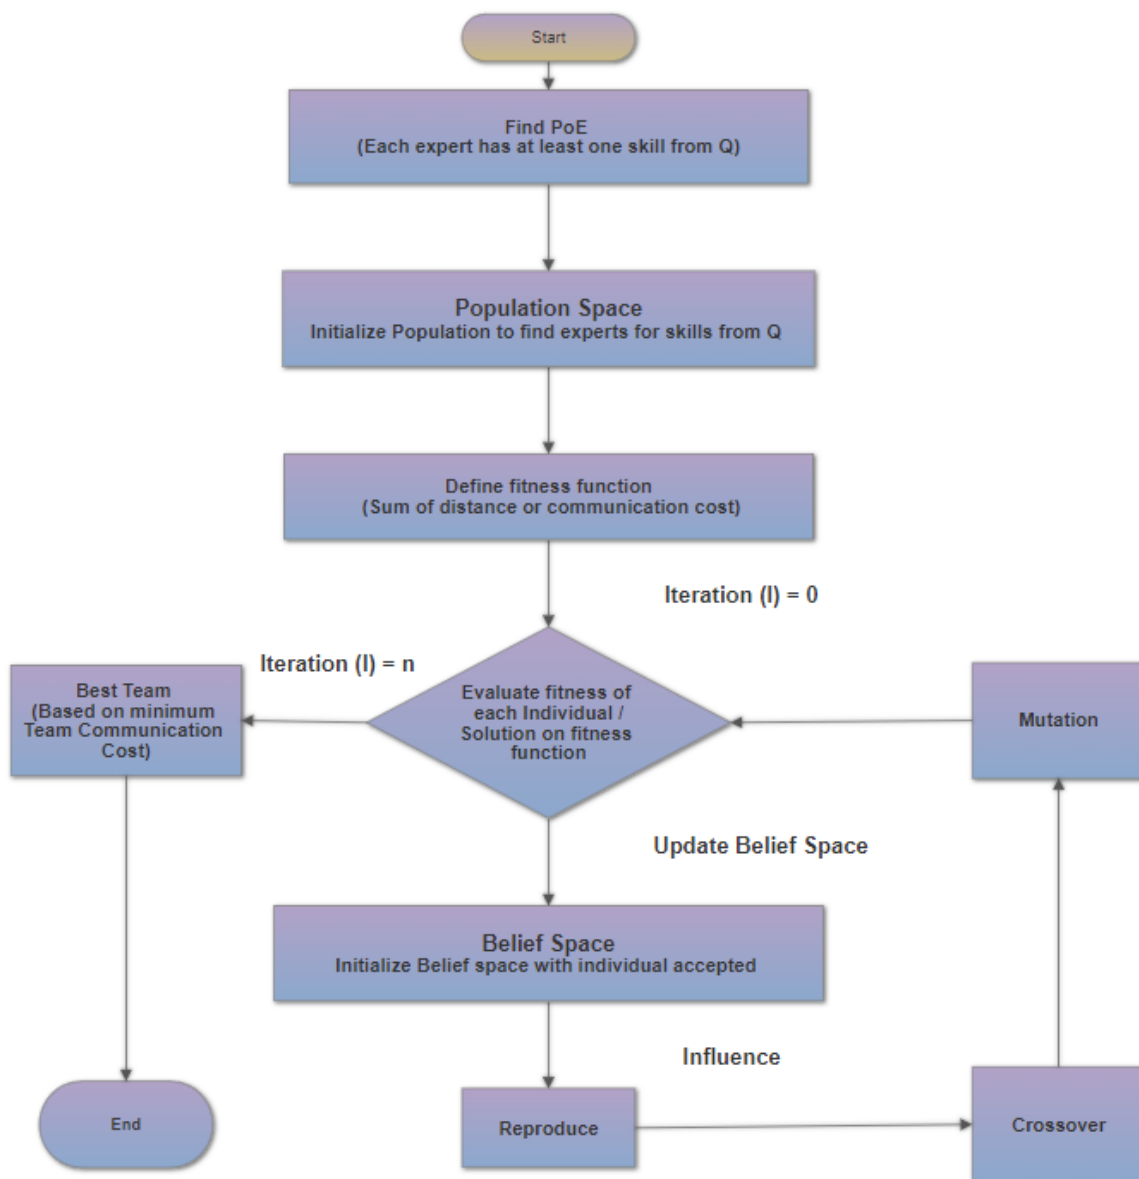 Start
Find PoE
(Each expert has at least one skill from Q)
Population Space
Initialize Population to find experts for skills from Q
Define fitness function
(Sum of distance or communication cost)
Iteration (I) = 0
Iteration (I) = n
Best Team
(Based on minimum
Team Communication
Cost)
Evaluate fitness of
each Individual /
Solution on fitness
function
Mutation
Update Belief Space
Belief Space
Initialize Belief space with individual accepted
Influence
End
Reproduce
Crossover